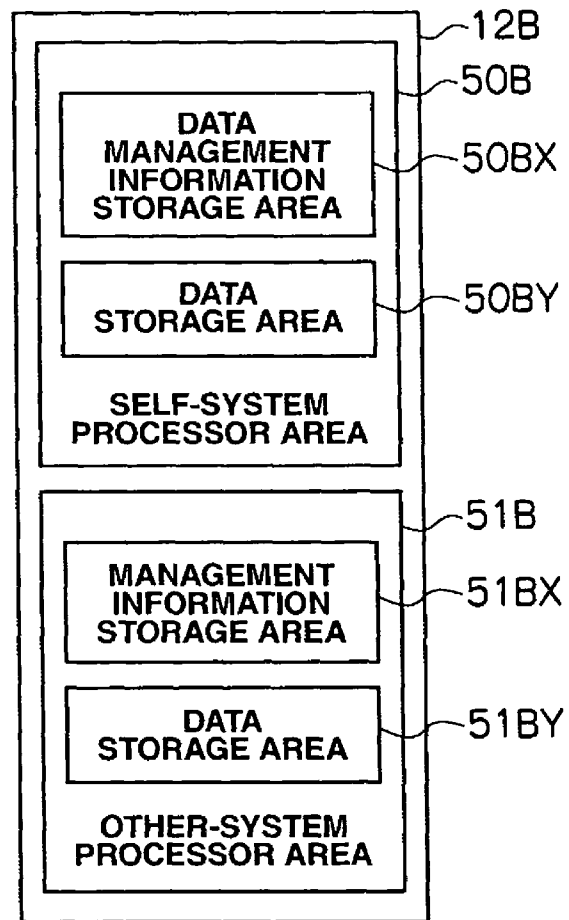 12B
50B
DATA
MANAGEMENT
INFORMATION
STORAGE AREA
50BX
DATA
STORAGE AREA
50BY
SELF-SYSTEM
PROCESSOR AREA
51B
MANAGEMENT
INFORMATION
STORAGE AREA
51BX
DATA
STORAGE AREA
51BY
OTHER-SYSTEM
PROCESSOR AREA